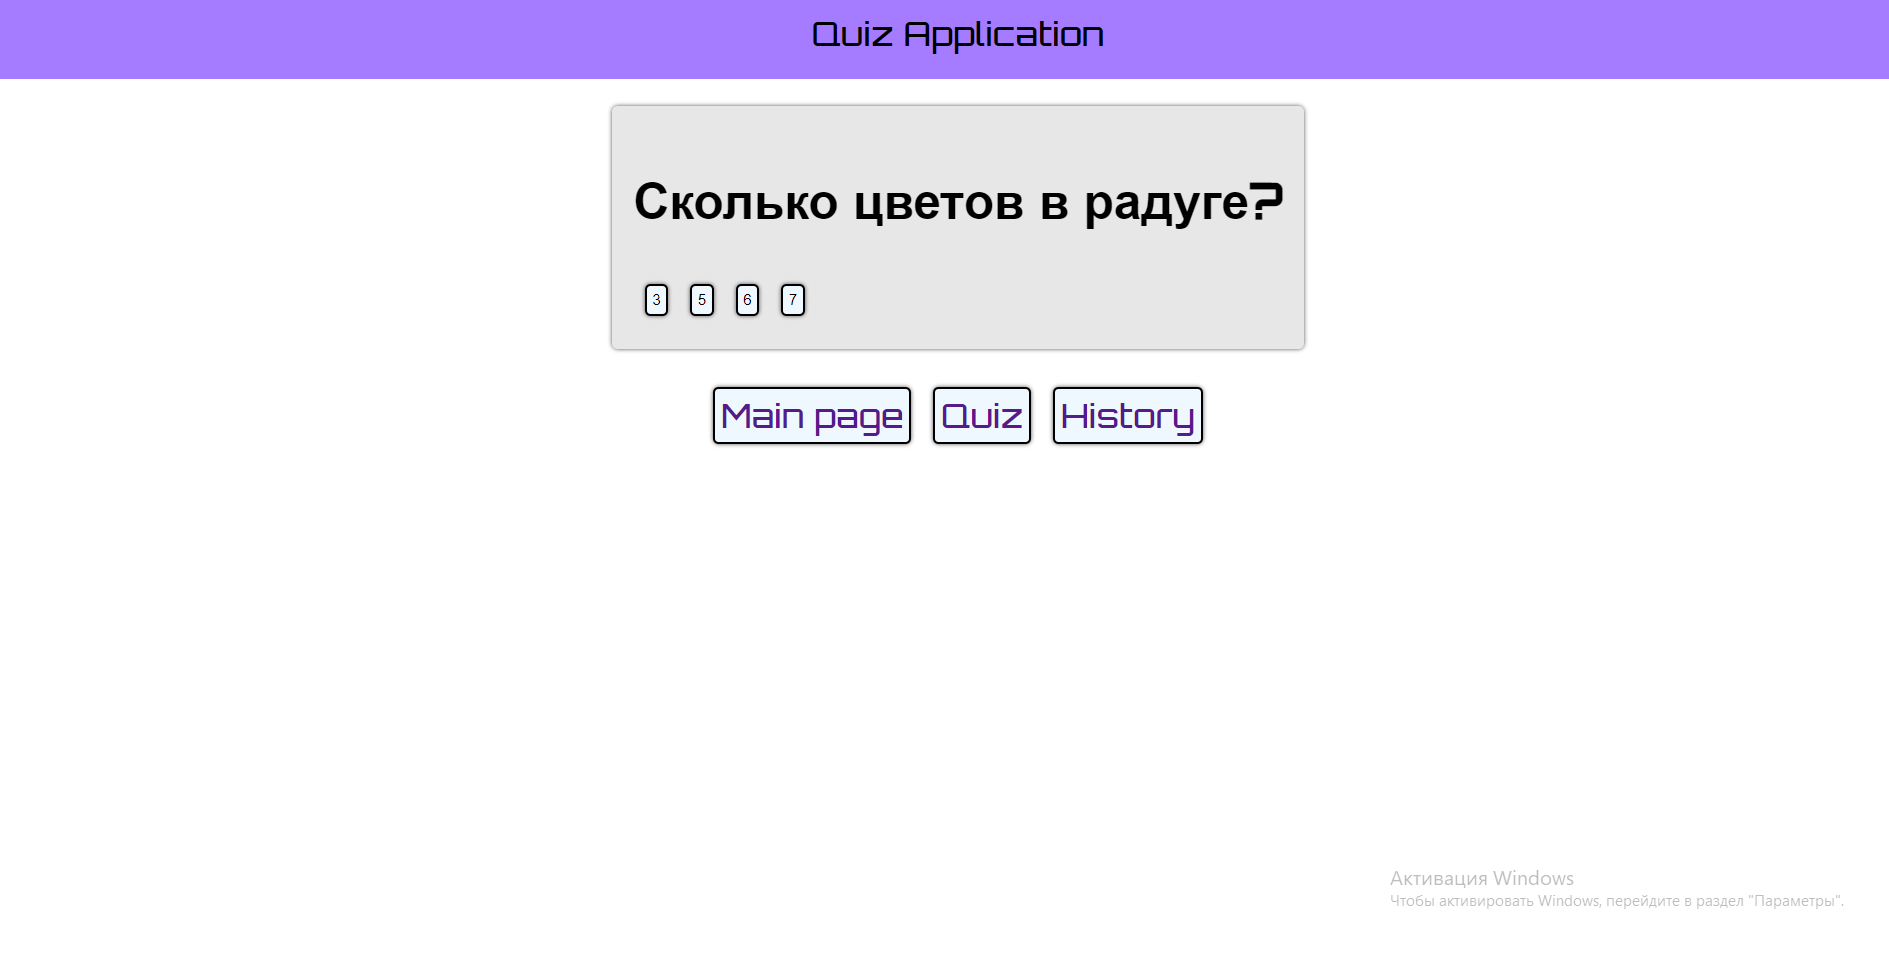 Quiz Application
Сколько цветов в радуге?
3 5 6 7
Main page Quiz History
Активация Windows
Чтобы активировать Windows, перейдите в раздел "Параметры".